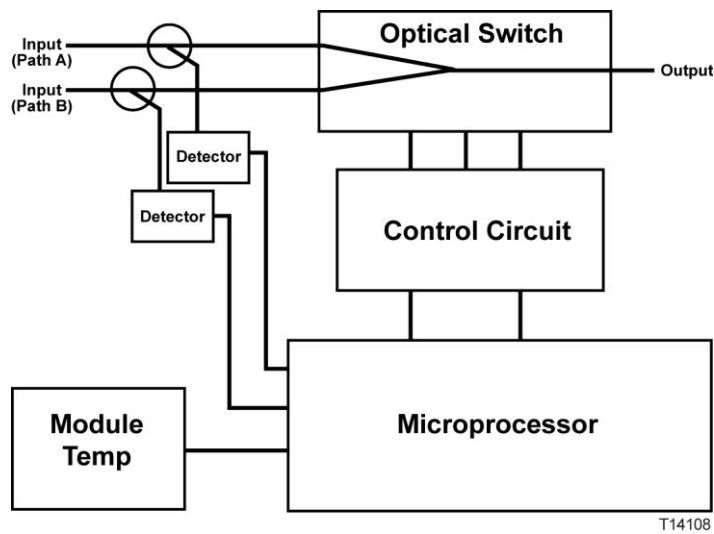 Optical Switch
Input
(Path A)
Input
(Path B)
Output
Detector
Detector
Control Circuit
Module
Temp
Microprocessor
T14108